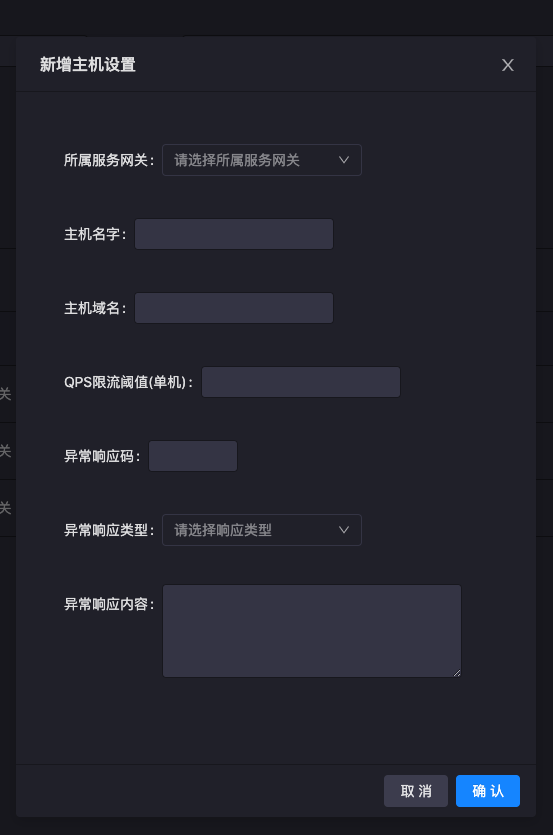 新增主机设置
所属服务网关： 请选择所属服务网关
主机名字：
主机域名：
QPS限流阈值(单机)：
关
异常响应码：
关
关
异常响应类型： 请选择响应类型
异常响应内容：
取 消 确 认